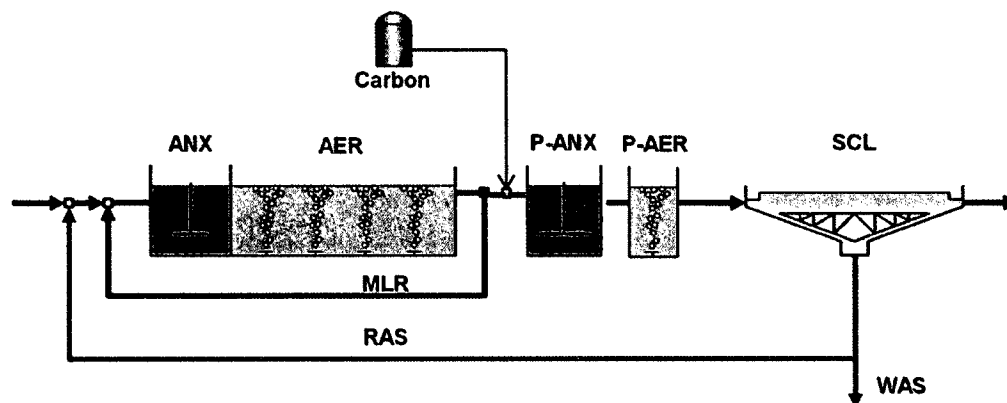 Carbon
ANX
AER
P-ANX
P-AER
SCL
MLR
RAS
WAS